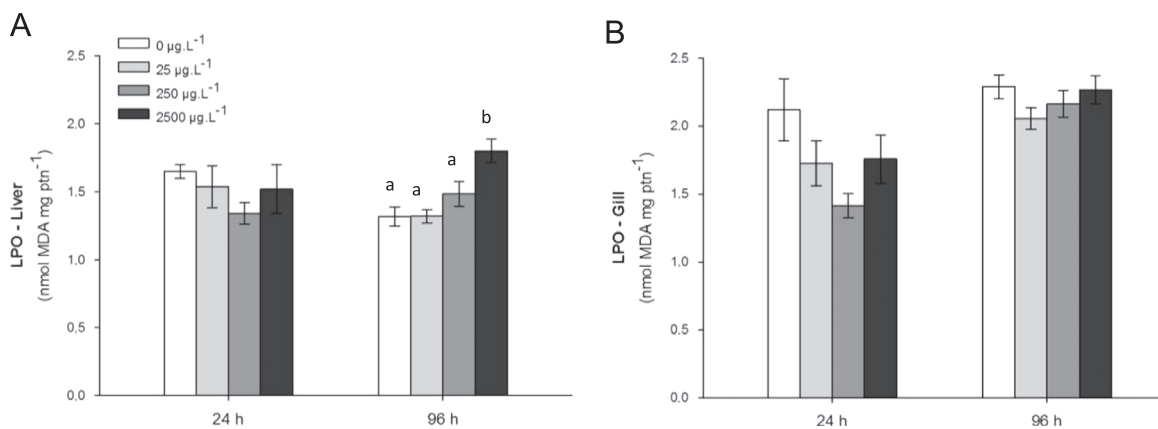 A
0 µg.L-1
25 µg.L-1
250 µg.L-1
2500 µg.L-1
LPO - Liver
(nmol MDA mg ptn-1)
2.5
2.0
1.5
1.0
0.5
0.0
a
a
a
b
24 h
96 h
B
LPO - Gill
(nmol MDA mg ptn-1)
2.5
2.0
1.5
1.0
0.5
0.0
24 h
96 h